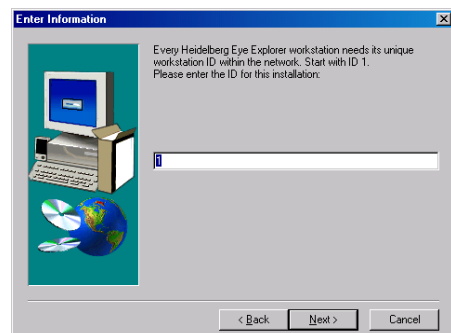 Enter Information
Every Heidelberg Eye Explorer workstation needs its unique
workstation ID within the network. Start with ID 1.
Please enter the ID for this installation:
1
< Back Next > Cancel